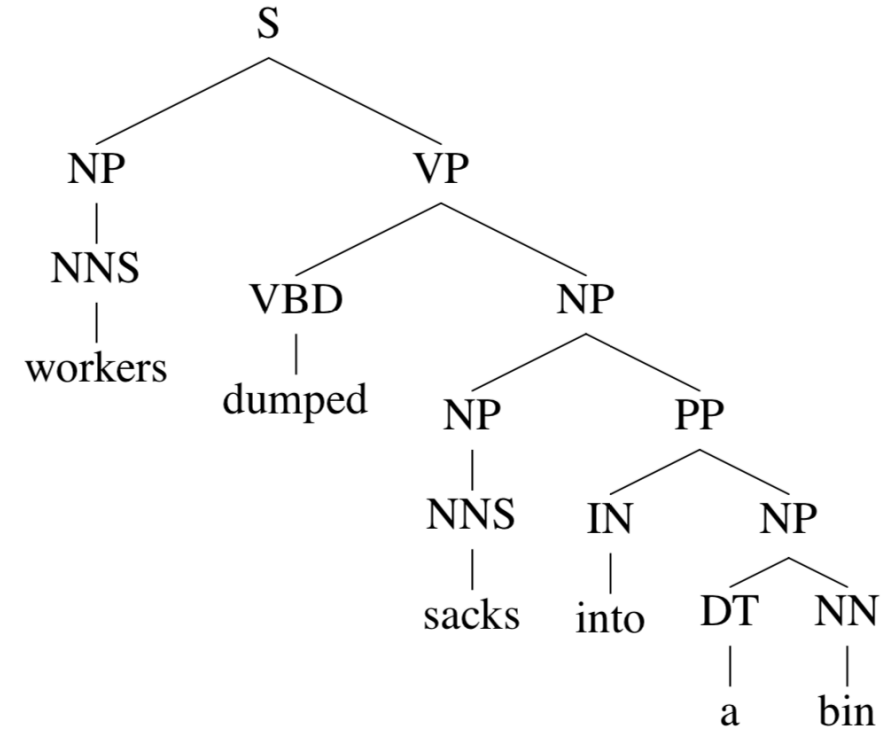 S
NP VP
NNS
VBD NP
workers
dumped
NP PP
NNS IN NP
sacks into DT NN
a bin